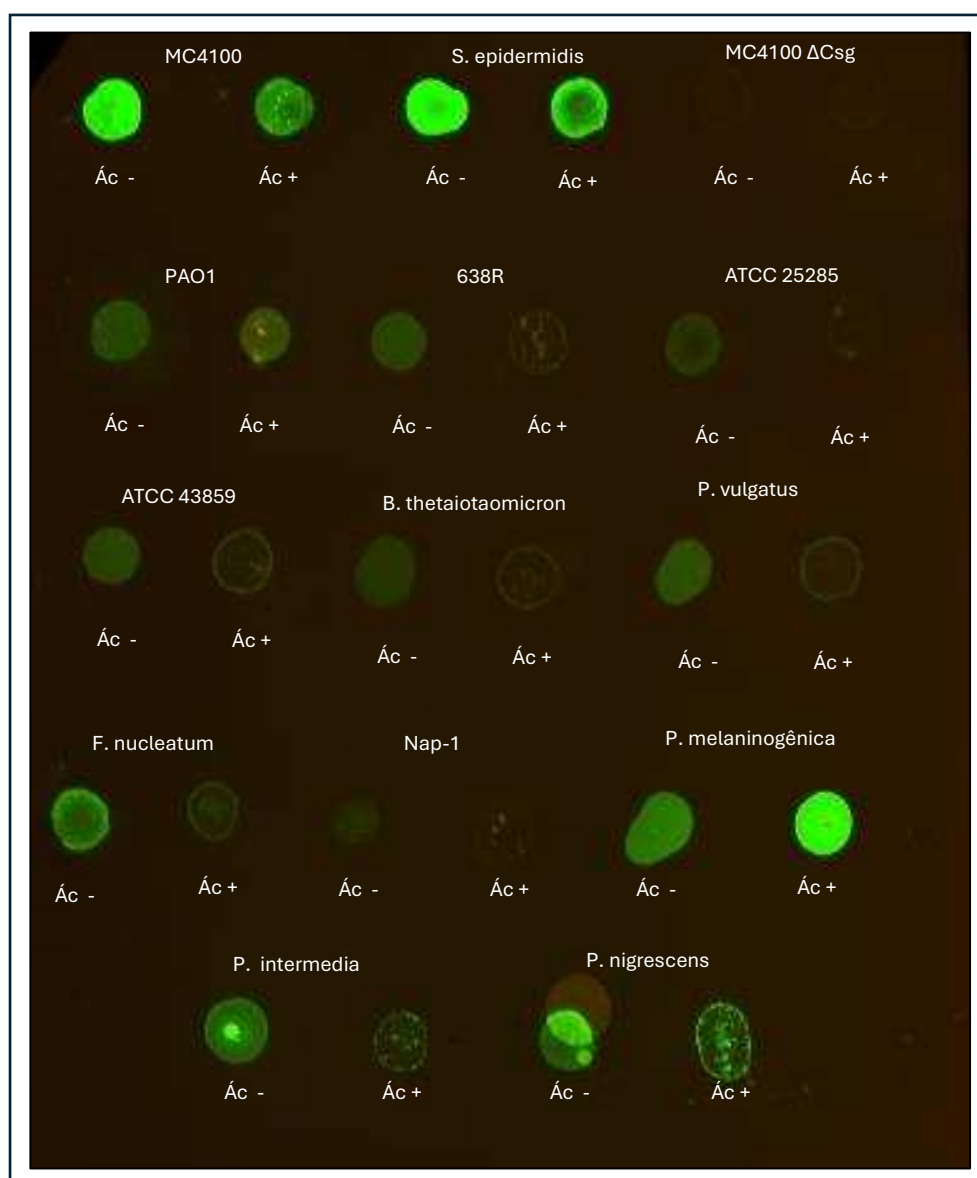 MC4100 S. epidermidis MC4100 ΔCsg
Ác - Ác + Ác - Ác + Ác - Ác +
PAO1 638R ATCC 25285
Ác - Ác + Ác - Ác + Ác - Ác +
ATCC 43859 B. thetaiotaomicron P. vulgatus
Ác - Ác + Ác - Ác + Ác - Ác +
F. nucleatum Nap-1 P. melaninogênica
Ác - Ác + Ác - Ác + Ác - Ác +
P. intermedia P. nigrescens
Ác - Ác + Ác - Ác +